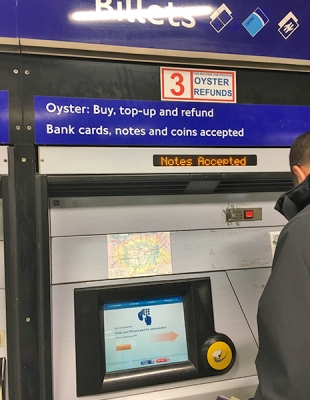 Billets
3 OYSTER
REFUNDS
Oyster: Buy, top-up and refund
Bank cards, notes and coins accepted
Notes Accepted